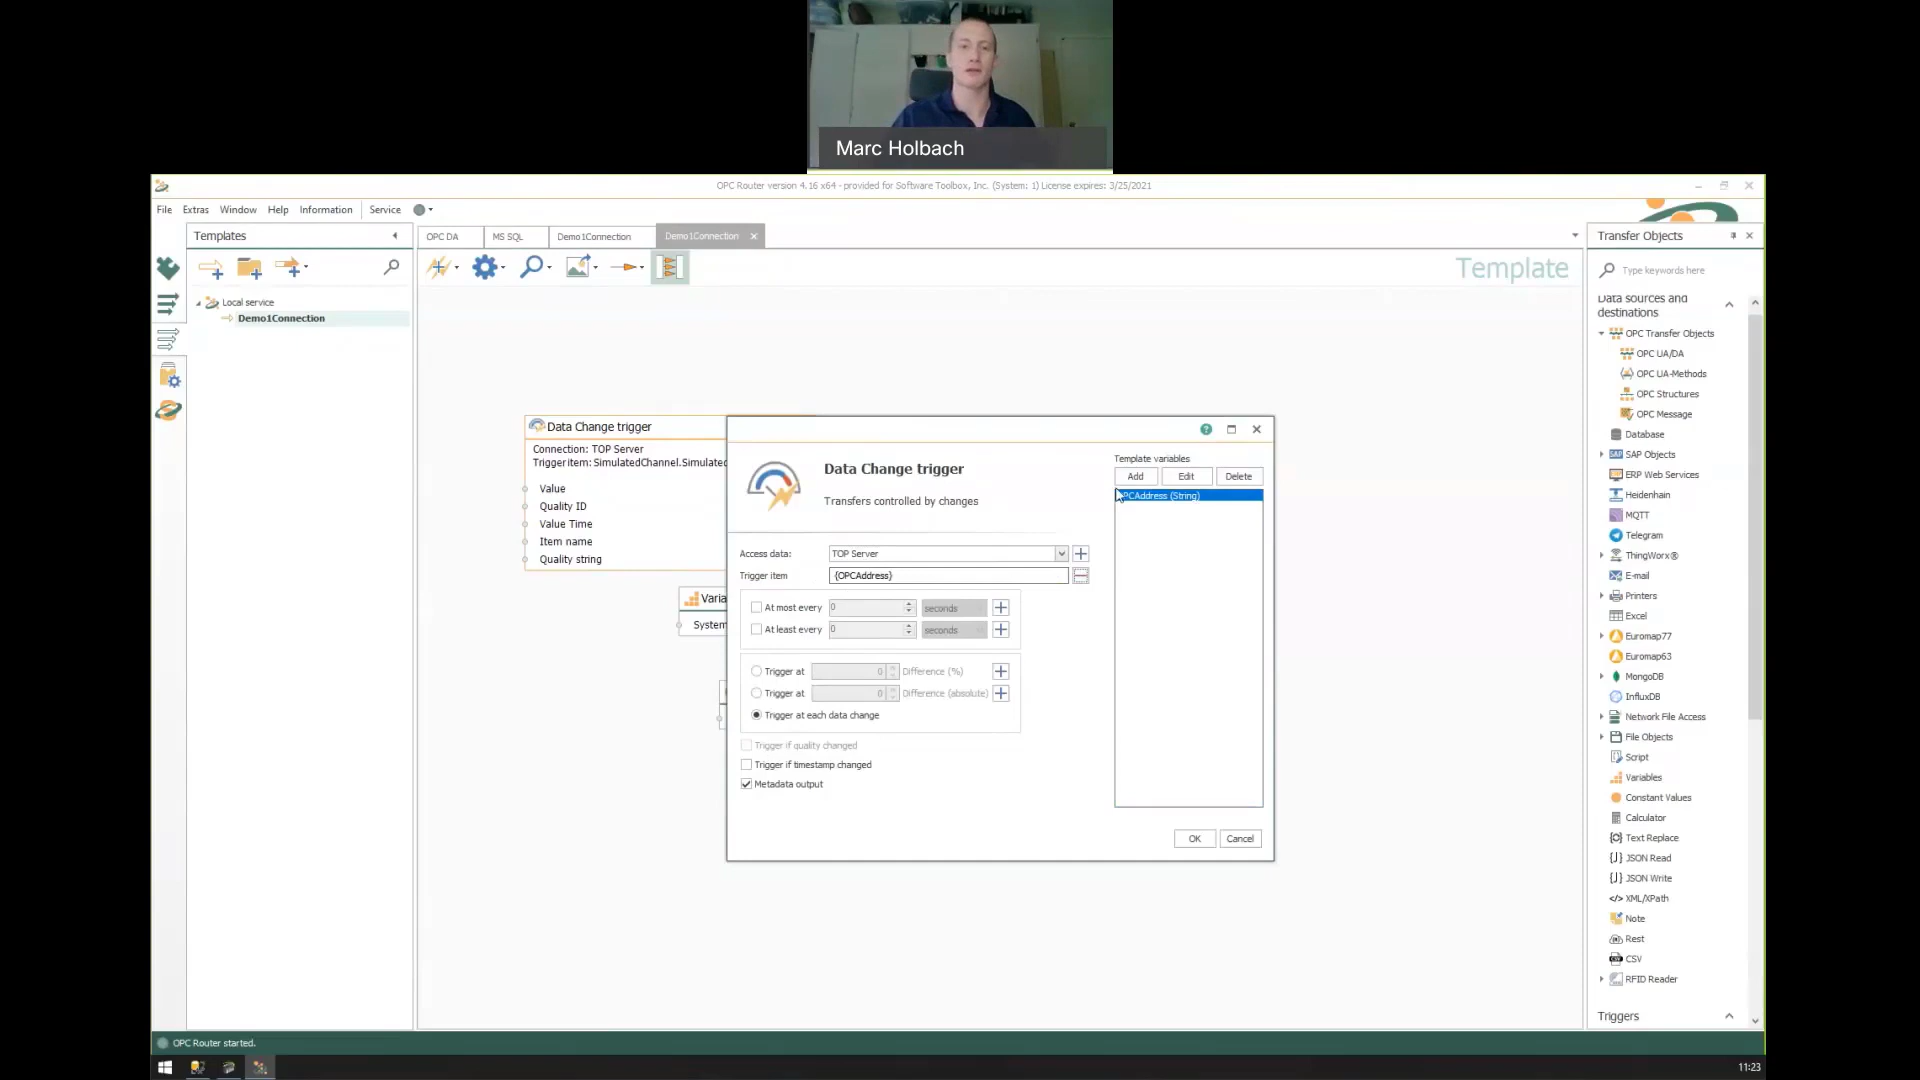 Marc Holbach
OPC Router version 4.16 x64 - provided for Software Toolbox, Inc. (System: 1) License expires: 3/25/2021
File Extras Window Help Information Service
Templates
OPC DA MS SQL Demo1Connection Demo1Connection
Transfer Objects
Template
Type keywords here
Local service
Demo1Connection
Data sources and
destinations
OPC Transfer Objects
OPC UA/DA
OPC UA-Methods
OPC Structures
OPC Message
Database
SAP Objects
ERP Web Services
Heidenhain
MQTT
Telegram
ThingWorx®
E-mail
Printers
Excel
Euromap77
Euromap63
MongoDB
InfluxDB
Network File Access
File Objects
Script
Variables
Constant Values
Calculator
Text Replace
JSON Read
JSON Write
XML/XPath
Note
Rest
CSV
RFID Reader
Triggers
Data Change trigger
Connection: TOP Server
Triggeritem: SimulatedChannel.Simulated
Value
Quality ID
Value Time
Item name
Quality string
Varia
System
Data Change trigger
Transfers controlled by changes
Template variables
Add Edit Delete
PCAddress (String)
Access data: TOP Server
Trigger item {OPCAddress}
At most every 0 seconds
At least every 0 seconds
Trigger at 0 Difference (%)
Trigger at 0 Difference (absolute)
Trigger at each data change
Trigger if quality changed
Trigger if timestamp changed
Metadata output
OK Cancel
OPC Router started.
11:23